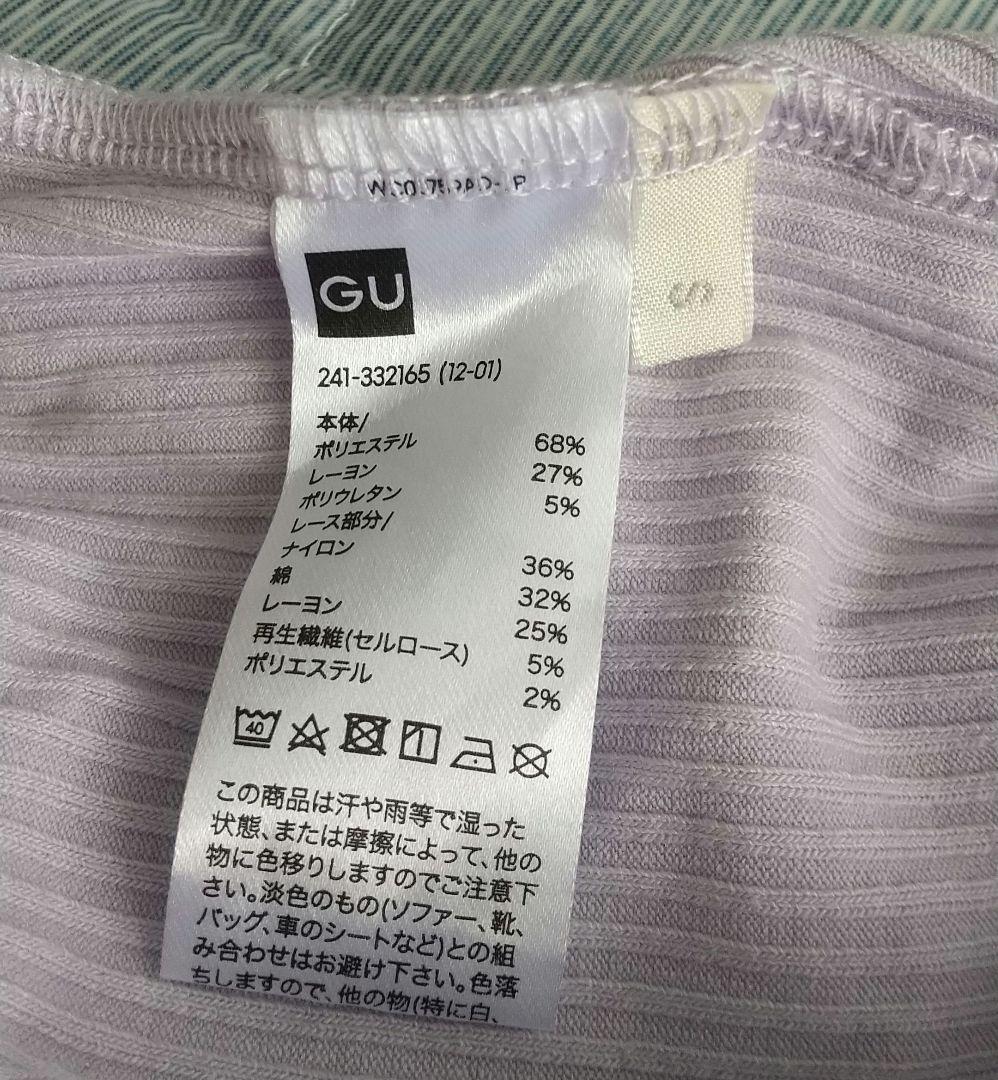 GU
S
241-332165 (12-01)
本体/
ポリエステル 68%
レーヨン 27%
ポリウレタン 5%
レース部分/
ナイロン 36%
綿 32%
レーヨン 25%
再生繊維(セルロース) 5%
ポリエステル 2%
40
この商品は汗や雨等で湿った
状態、または摩擦によって、他の
物に色移りしますのでご注意下
さい。淡色のもの(ソファー、靴、
バッグ、車のシートなど)との組
み合わせはお避け下さい。色落
ちしますので、他の物(特に白、